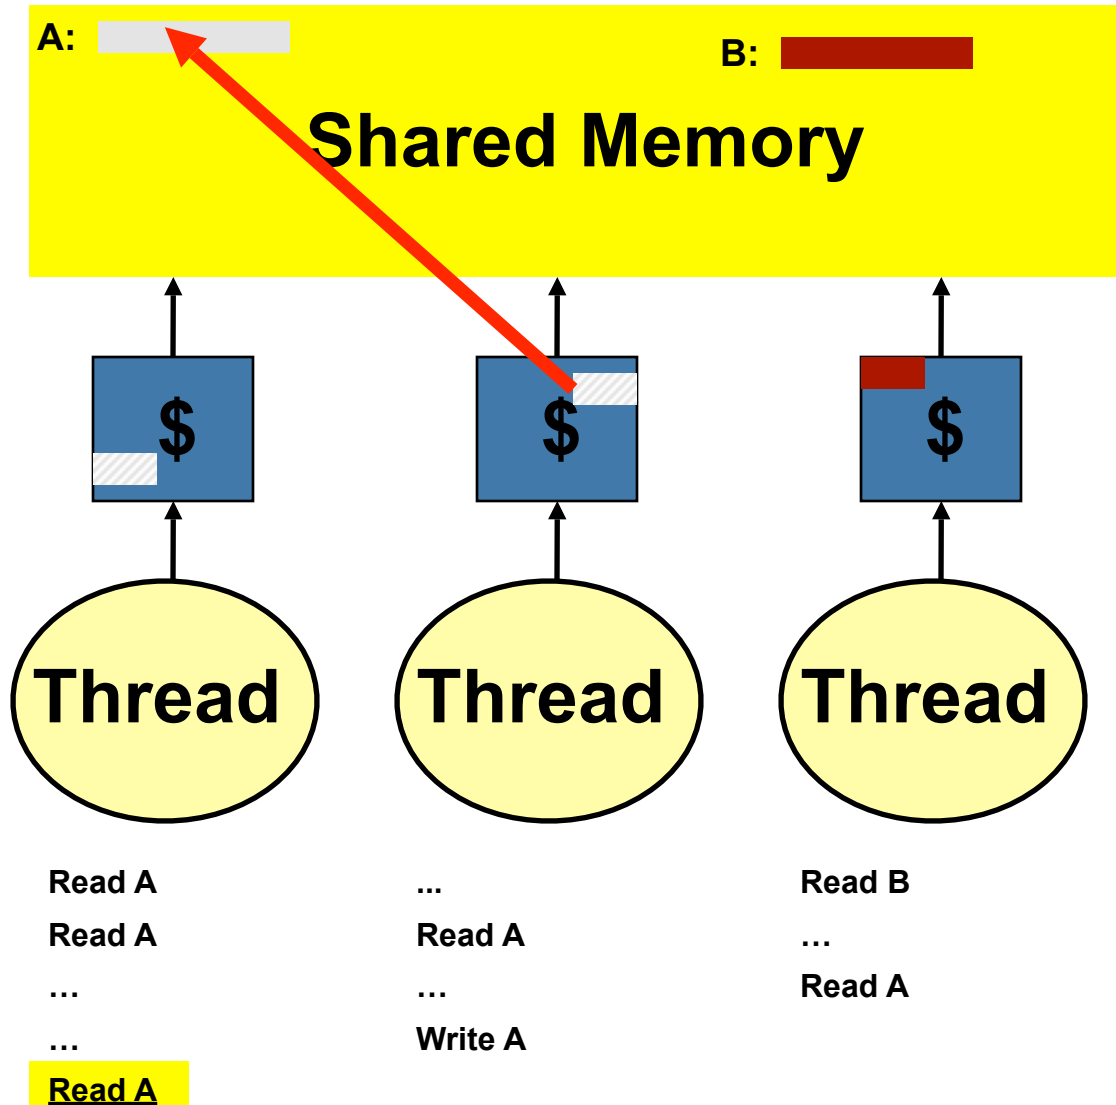 A:
B:
Shared Memory
$ $ $
Thread Thread Thread
Read A ... Read B
Read A Read A …
… … Read A
… Write A
Read A